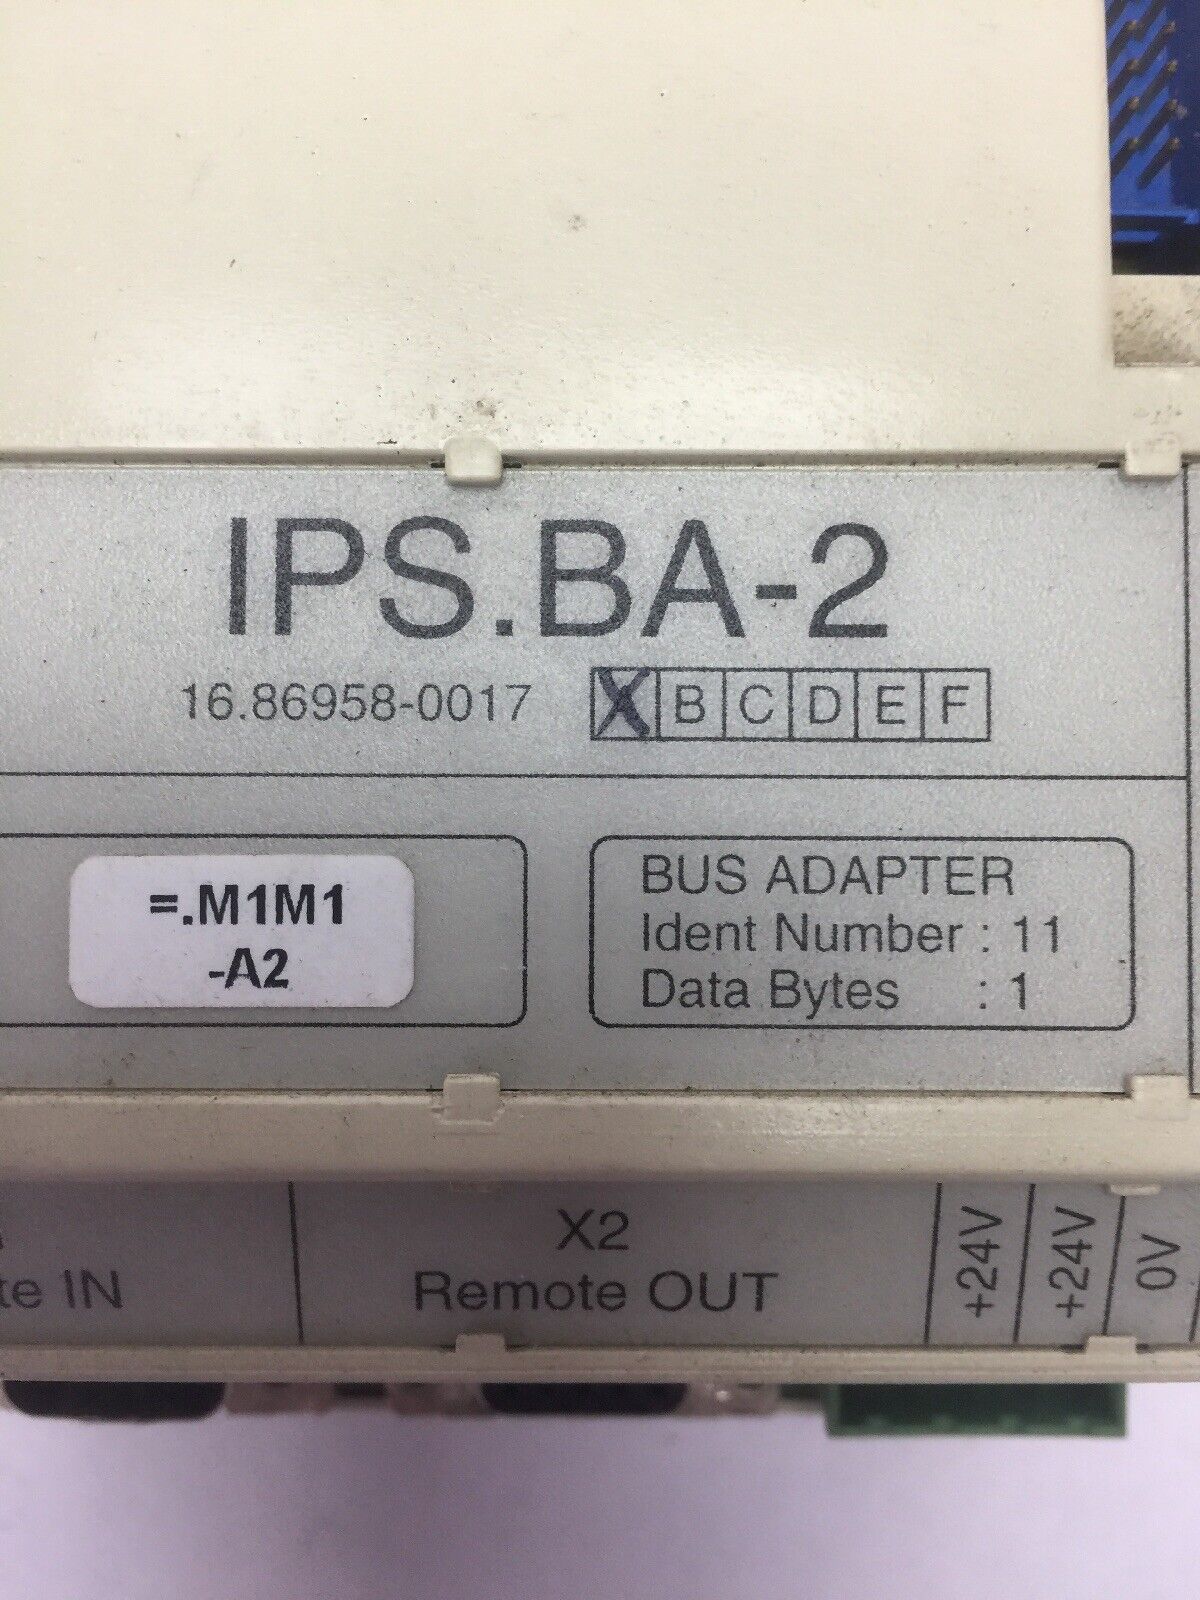 IPS.BA-2
16.86958-0017 A B C D E F
=.M1M1
-A2
BUS ADAPTER
Ident Number : 11
Data Bytes : 1
X2
IN
Remote OUT
+24V
+24V
0V